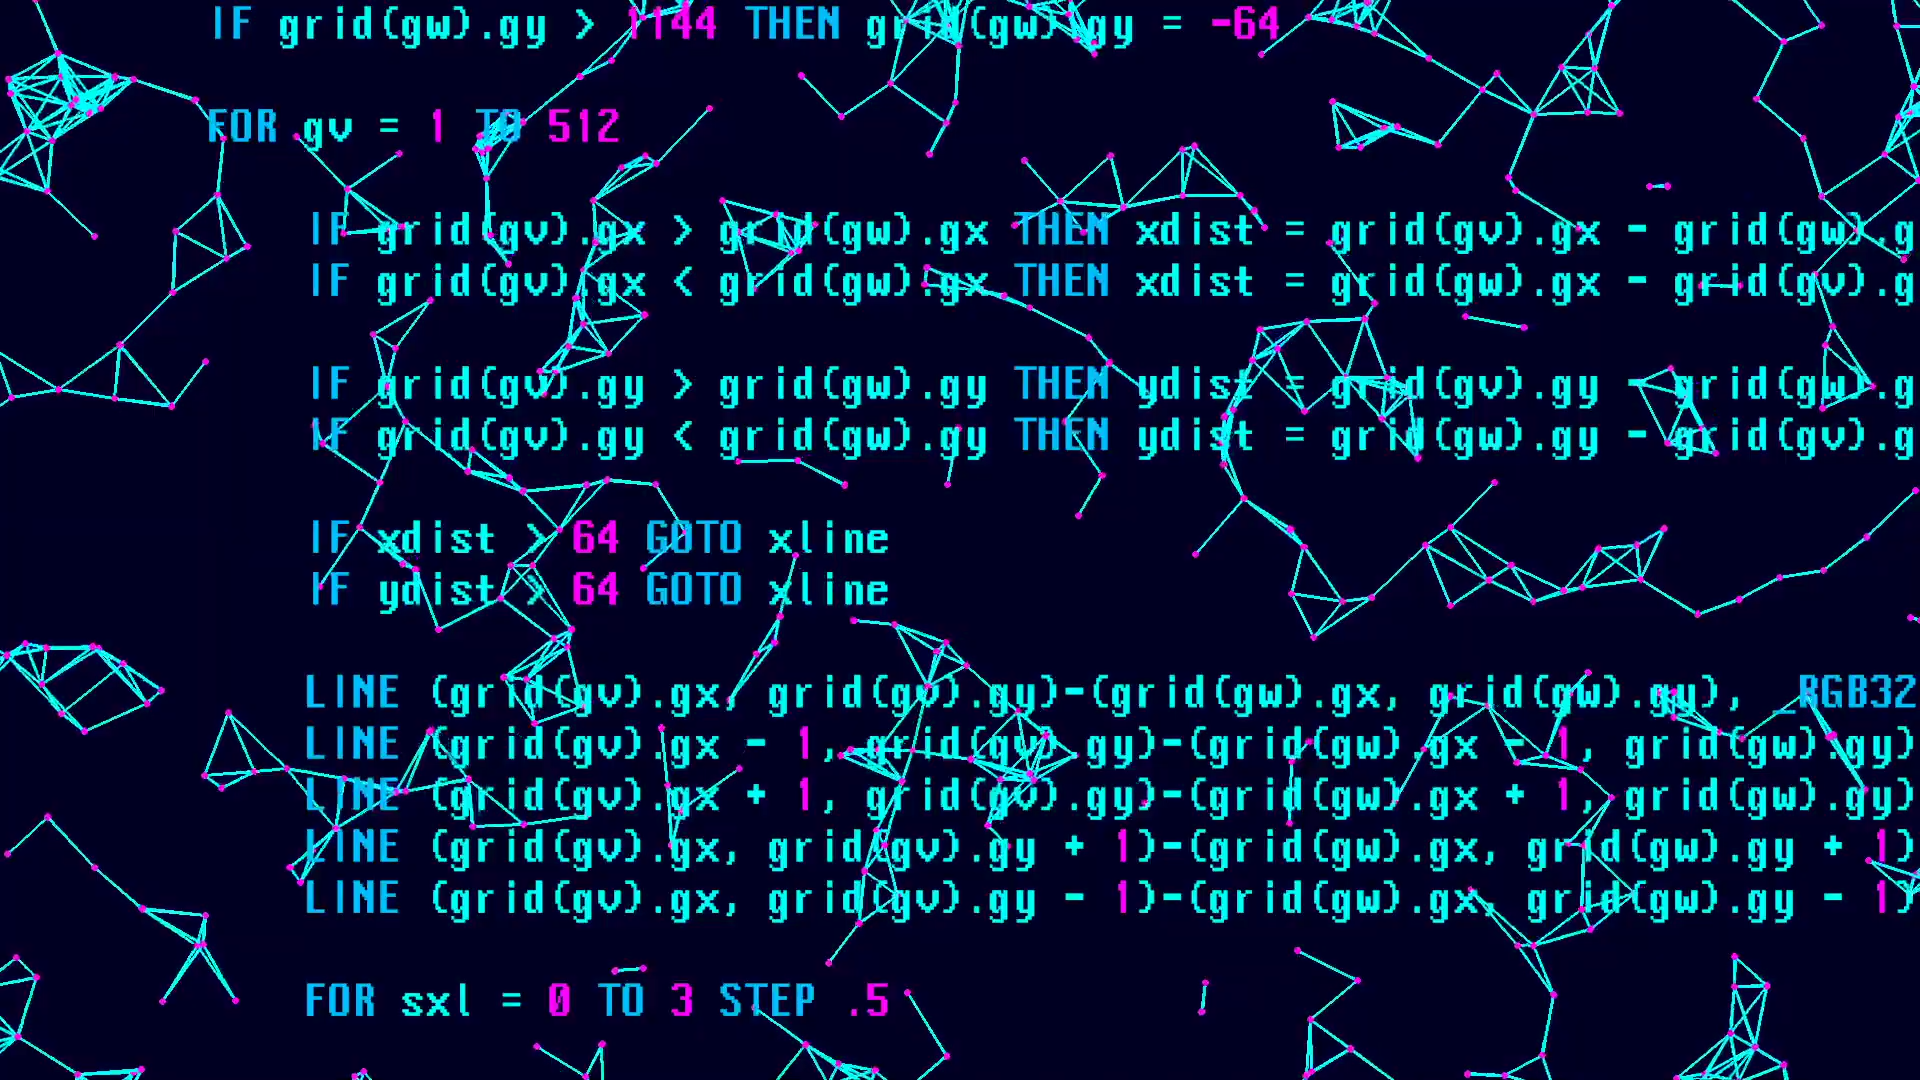 IF grid(gw).gy > 1144 THEN grid(gw).gy = -64
FOR gv = 1 TO 512
IF grid(gv).gx > grid(gw).gx THEN xdist = grid(gv).gx - grid(gw).g
IF grid(gv).gx < grid(gw).gx THEN xdist = grid(gw).gx - grid(gv).g
IF grid(gv).gy > grid(gw).gy THEN ydist = grid(gv).gy - grid(gw).g
IF grid(gv).gy < grid(gw).gy THEN ydist = grid(gw).gy - grid(gv).g
IF xdist > 64 GOTO xline
IF ydist > 64 GOTO xline
LINE (grid(gv).gx, grid(gv).gy)-(grid(gw).gx, grid(gw).gy), _RGB32
LINE (grid(gv).gx - 1, grid(gv).gy)-(grid(gw).gx - 1, grid(gw).gy)
LINE (grid(gv).gx + 1, grid(gv).gy)-(grid(gw).gx + 1, grid(gw).gy)
LINE (grid(gv).gx, grid(gv).gy + 1)-(grid(gw).gx, grid(gw).gy + 1)
LINE (grid(gv).gx, grid(gv).gy - 1)-(grid(gw).gx, grid(gw).gy - 1)
FOR sxl = 0 TO 3 STEP .5